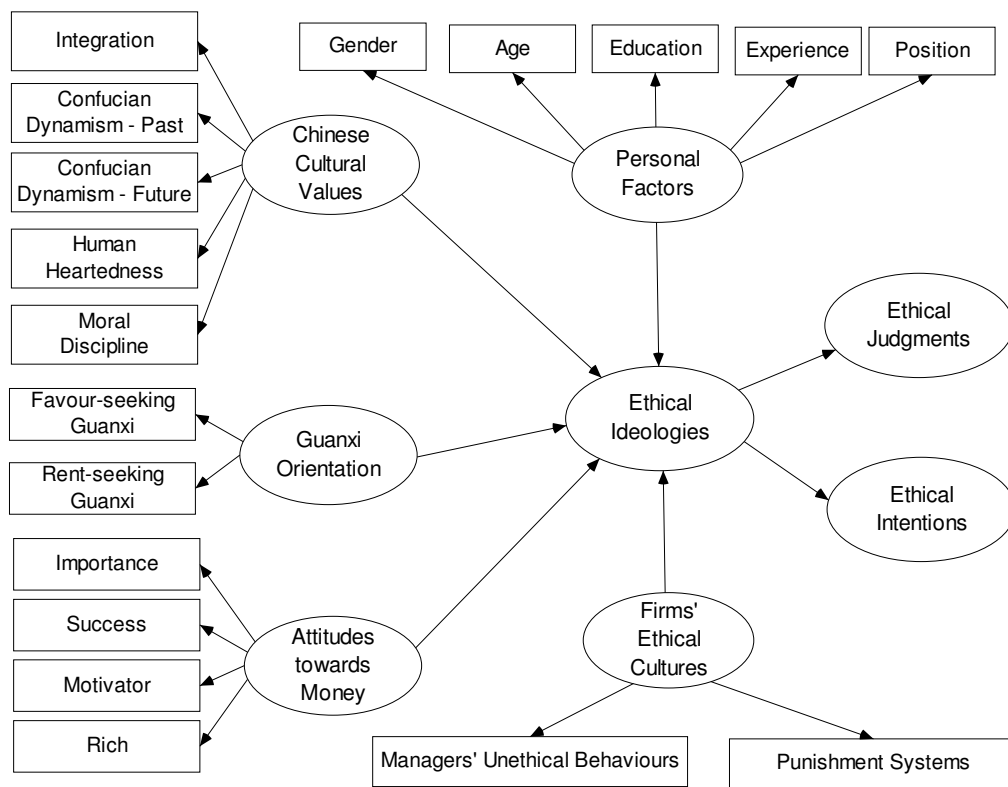 Integration
Confucian
Dynamism - Past
Confucian
Dynamism - Future
Human
Heartedness
Moral
Discipline
Favour-seeking
Guanxi
Rent-seeking
Guanxi
Importance
Success
Motivator
Rich
Chinese
Cultural
Values
Guanxi
Orientation
Attitudes
towards
Money
Gender
Age
Education
Experience
Position
Personal
Factors
Ethical
Ideologies
Ethical
Judgments
Ethical
Intentions
Firms'
Ethical
Cultures
Managers' Unethical Behaviours
Punishment Systems